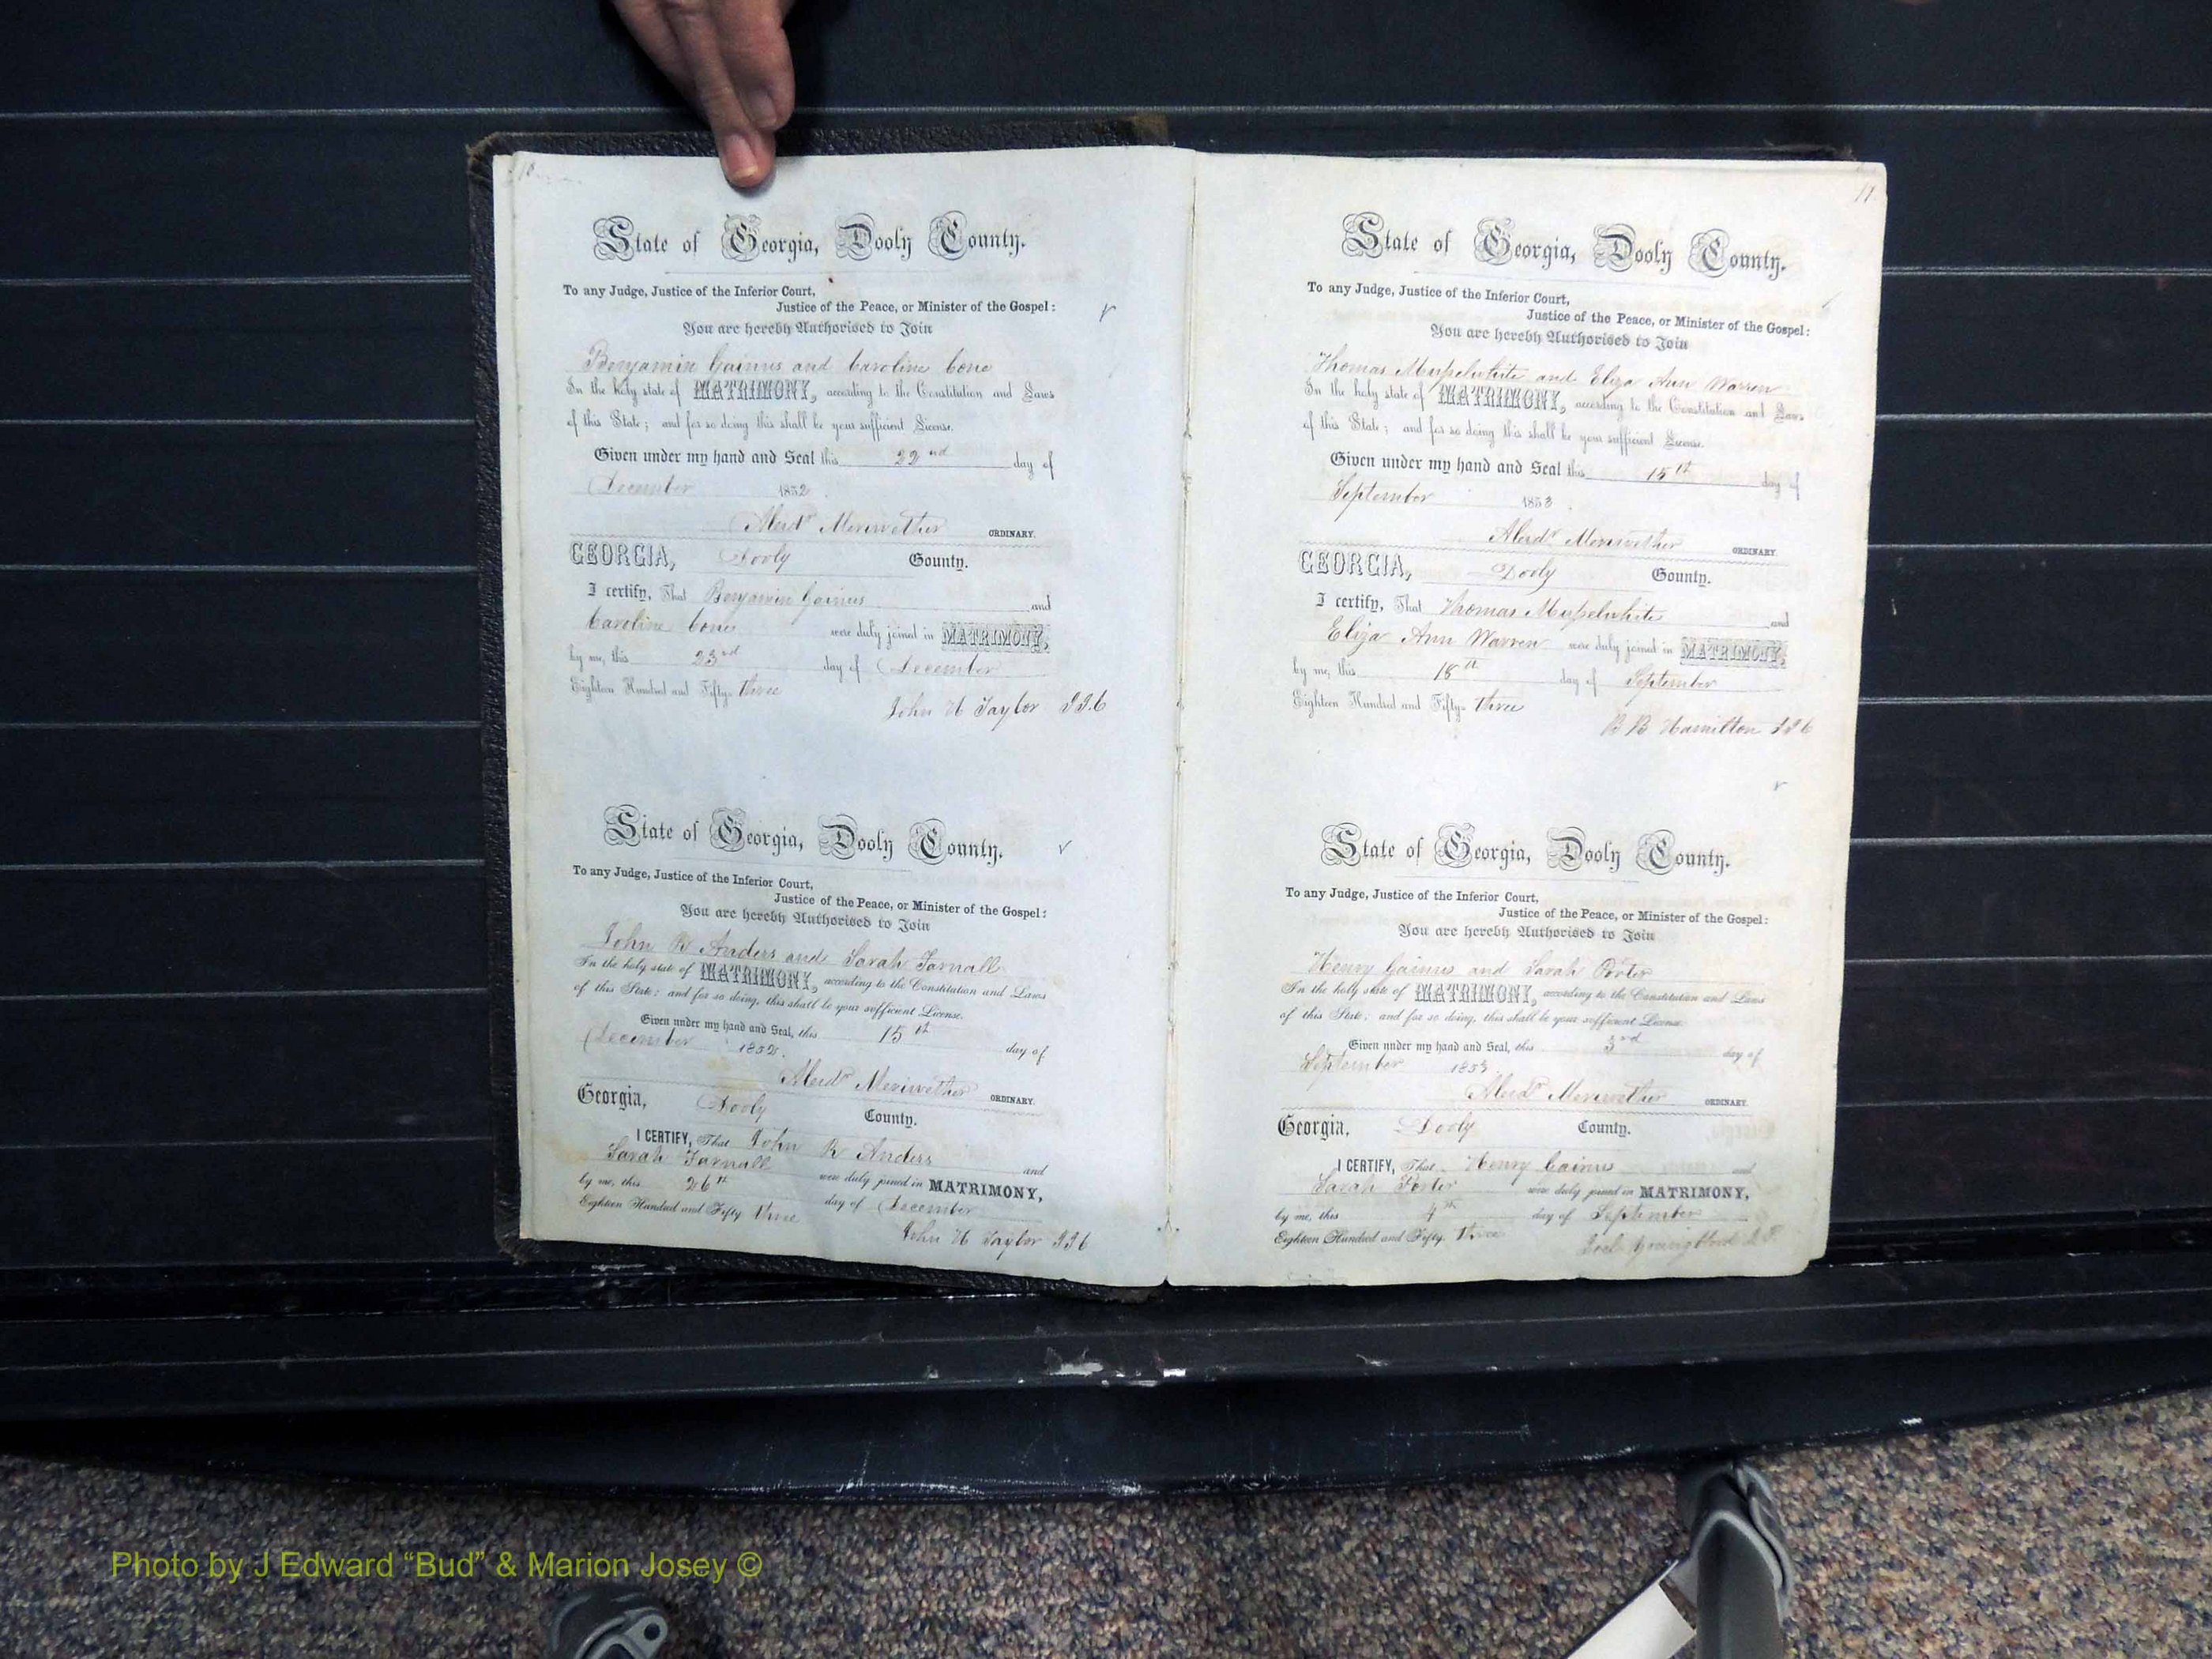 10
State of Georgia, Dooly County.
To any Judge, Justice of the Inferior Court,
Justice of the Peace, or Minister of the Gospel:
You are hereby Authorised to Join
Benjamin Gainus and Caroline Cone
In the holy state of MATRIMONY, according to the Constitution and Laws
of this State; and for so doing this shall be your sufficient License.
Given under my hand and Seal this 22nd day of
December 1852.
Meriwether ORDINARY.
GEORGIA, Dooly County.
I certify, That Benjamin Gainus and
Caroline Cone were duly joined in MATRIMONY,
by me, this 23rd day of December
Eighteen Hundred and Fifty-three
John H Taylor JIC
State of Georgia, Dooly County.
To any Judge, Justice of the Inferior Court,
Justice of the Peace, or Minister of the Gospel:
You are hereby Authorised to Join
John R Anders and Sarah Farnall
In the holy state of MATRIMONY, according to the Constitution and Laws
of this State; and for so doing, this shall be your sufficient License.
Given under my hand and Seal, this 15th day of
December 1852.
Meriwether ORDINARY.
Georgia, Dooly County.
I CERTIFY, That John R Anders and
Sarah Farnall were duly joined in MATRIMONY,
by me, this 26th day of December
Eighteen Hundred and Fifty three
John H Taylor JIC
11
State of Georgia, Dooly County.
To any Judge, Justice of the Inferior Court,
Justice of the Peace, or Minister of the Gospel:
You are hereby Authorised to Join
Thomas Musselwhite and Eliza Ann Warren
In the holy state of MATRIMONY, according to the Constitution and Laws
of this State; and for so doing this shall be your sufficient License.
Given under my hand and Seal this 15th day of
September 1853.
Meriwether ORDINARY.
GEORGIA, Dooly County.
I certify, That Thomas Musselwhite and
Eliza Ann Warren were duly joined in MATRIMONY,
by me, this 18th day of September
Eighteen Hundred and Fifty-three
B B Hamilton JIC
State of Georgia, Dooly County.
To any Judge, Justice of the Inferior Court,
Justice of the Peace, or Minister of the Gospel:
You are hereby Authorised to Join
Henry Gainus and Sarah Porter
In the holy state of MATRIMONY, according to the Constitution and Laws
of this State; and for so doing, this shall be your sufficient License.
Given under my hand and Seal, this 3rd day of
September 1853.
Meriwether ORDINARY.
Georgia, Dooly County.
I CERTIFY, That Henry Gainus and
Sarah Porter were duly joined in MATRIMONY,
by me, this 4th day of September
Eighteen Hundred and Fifty. three
Photo by J Edward “Bud” & Marion Josey ©